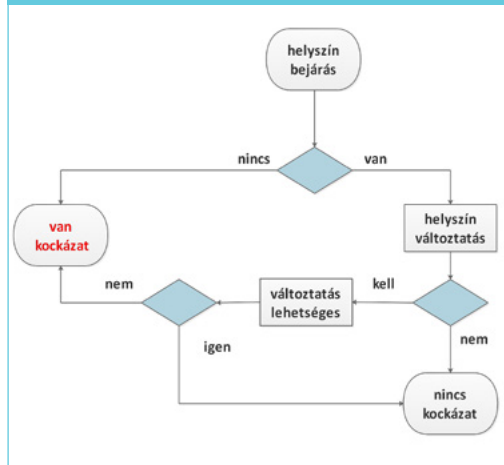 helyszín
bejárás
nincs
van
van
kockázat
helyszín
változtatás
nem
változtatás
lehetséges
kell
igen
nem
nincs
kockázat